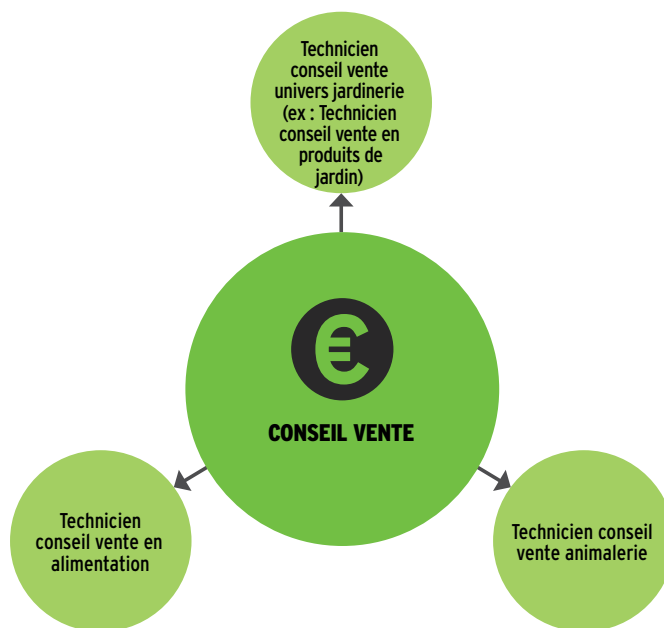 Technicien
conseil vente
univers jardinerie
(ex : Technicien
conseil vente en
produits de
jardin)
CONSEIL VENTE
Technicien
conseil vente en
alimentation
Technicien conseil
vente animalerie